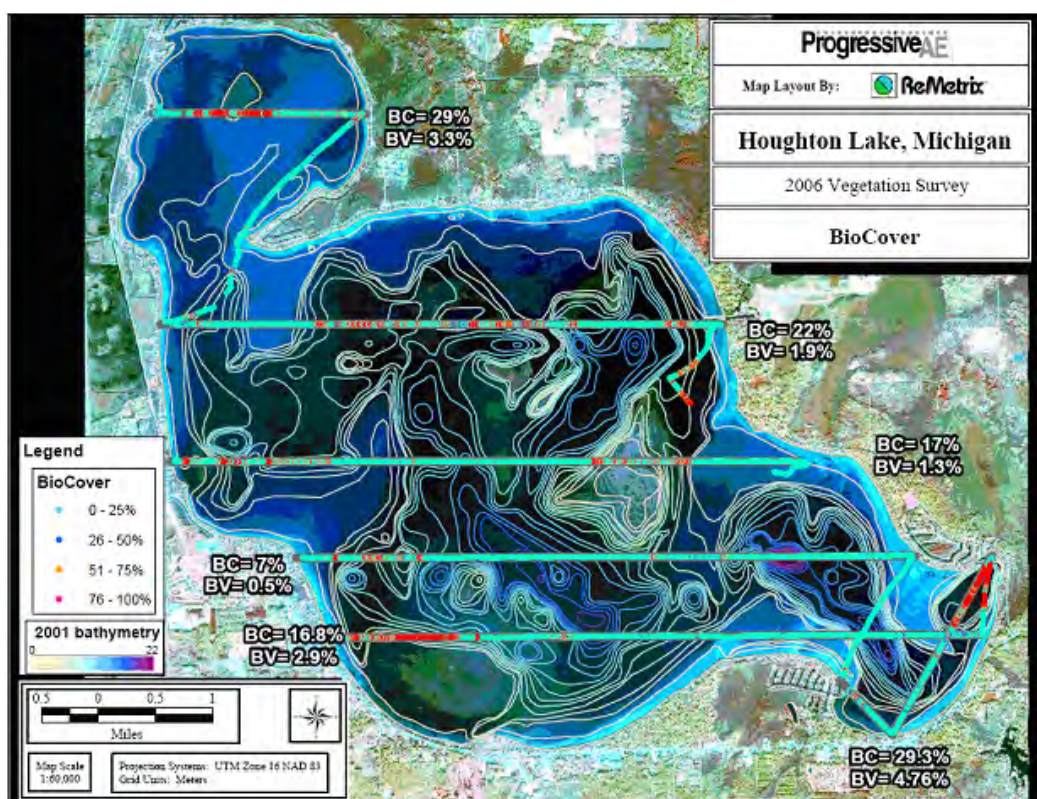 ProgressiveAE
Map Layout By: ReMetrix
Houghton Lake, Michigan
2006 Vegetation Survey
BioCover
BC= 29%
BV= 3.3%
BC= 22%
BV= 1.9%
BC= 17%
BV= 1.3%
BC= 7%
BV= 0.5%
BC= 16.8%
BV= 2.9%
BC= 29.3%
BV= 4.76%
Legend
BioCover
0 - 25%
26 - 50%
51 - 75%
76 - 100%
2001 bathymetry
0 22
0.5 0 0.5 1
Miles
Map Scale
1:60,000
Projection Systems: UTM Zone 16 NAD 83
Grid Units: Meters